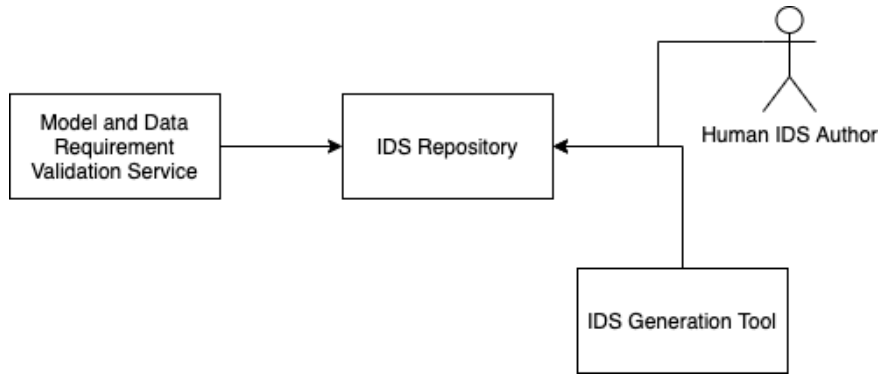 Model and Data
Requirement
Validation Service
IDS Repository
Human IDS Author
IDS Generation Tool